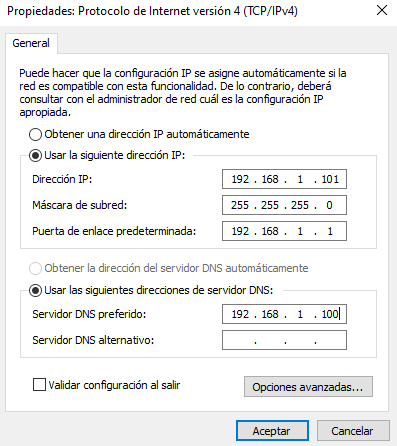 Propiedades: Protocolo de Internet versión 4 (TCP/IPv4)
General
Puede hacer que la configuración IP se asigne automáticamente si la
red es compatible con esta funcionalidad. De lo contrario, deberá
consultar con el administrador de red cuál es la configuración IP
apropiada.
Obtener una dirección IP automáticamente
Usar la siguiente dirección IP:
Dirección IP: 192 . 168 . 1 . 101
Máscara de subred: 255 . 255 . 255 . 0
Puerta de enlace predeterminada: 192 . 168 . 1 . 1
Obtener la dirección del servidor DNS automáticamente
Usar las siguientes direcciones de servidor DNS:
Servidor DNS preferido: 192 . 168 . 1 . 100
Servidor DNS alternativo: . . .
Validar configuración al salir Opciones avanzadas...
Aceptar Cancelar